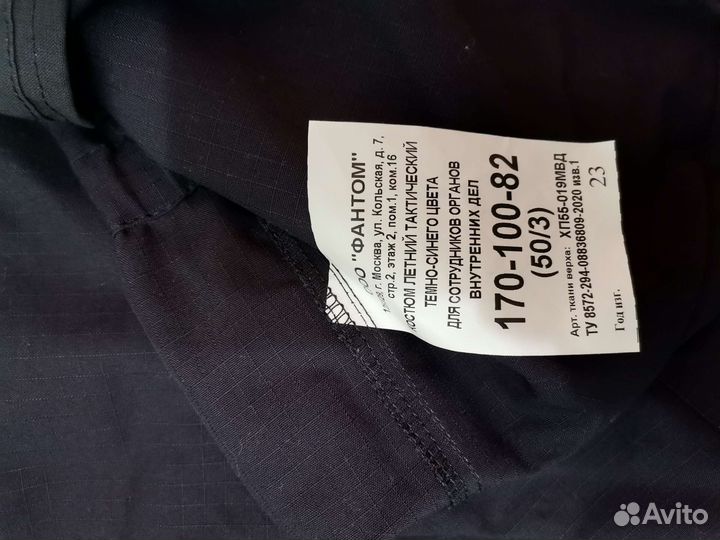 ООО "ФАНТОМ"
г. Москва, ул. Кольская, д. 7,
стр.2, этаж 2, пом.1, ком.16
КОСТЮМ ЛЕТНИЙ ТАКТИЧЕСКИЙ
ТЕМНО-СИНЕГО ЦВЕТА
ДЛЯ СОТРУДНИКОВ ОРГАНОВ
ВНУТРЕННИХ ДЕЛ
170-100-82
(50/3)
Арт. ткани верха: ХП55-019МВД
ТУ 8572-294-08836809-2020 изв.1
Год изг. 23
Avito